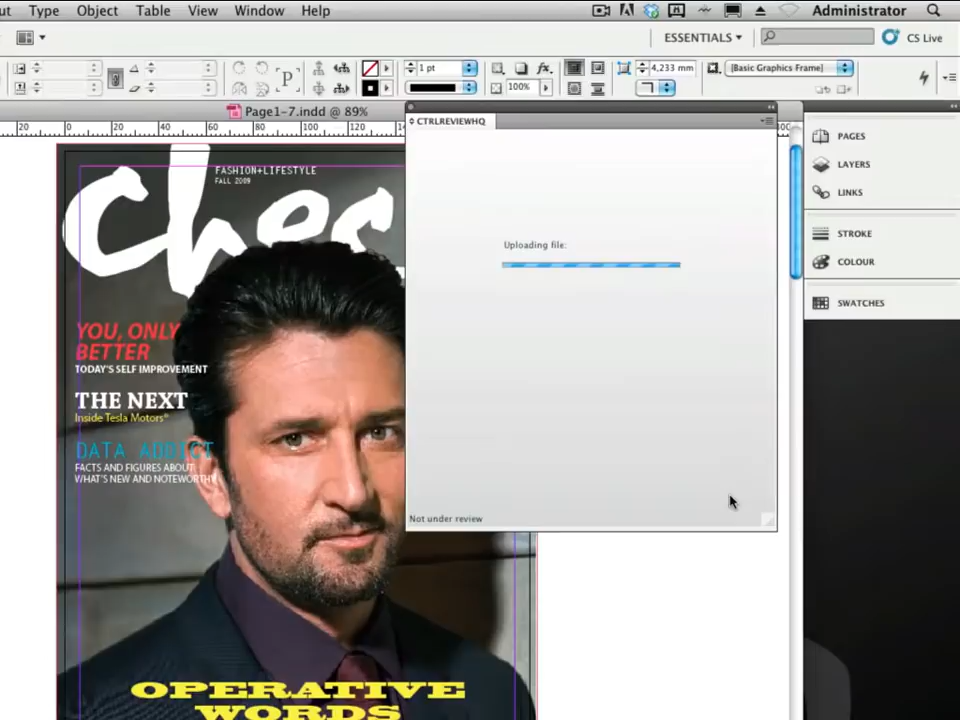 Type Object Table View Window Help Administrator
ESSENTIALS CS Live
1 pt fx. 4,233 mm [Basic Graphics Frame]
P 100%
Page1-7.indd @ 89%
20 20 40 60 80 100 120
CTRLREVIEWHQ
PAGES
LAYERS
LINKS
STROKE
COLOUR
SWATCHES
Uploading file:
Not under review
FASHION+LIFESTYLE
FALL 2009
Ches
YOU, ONLY
BETTER
TODAY'S SELF IMPROVEMENT
THE NEXT
Inside Tesla Motors
DATA ADDICT
FACTS AND FIGURES ABOUT
WHAT'S NEW AND NOTEWORTHY
OPERATIVE
WORDS